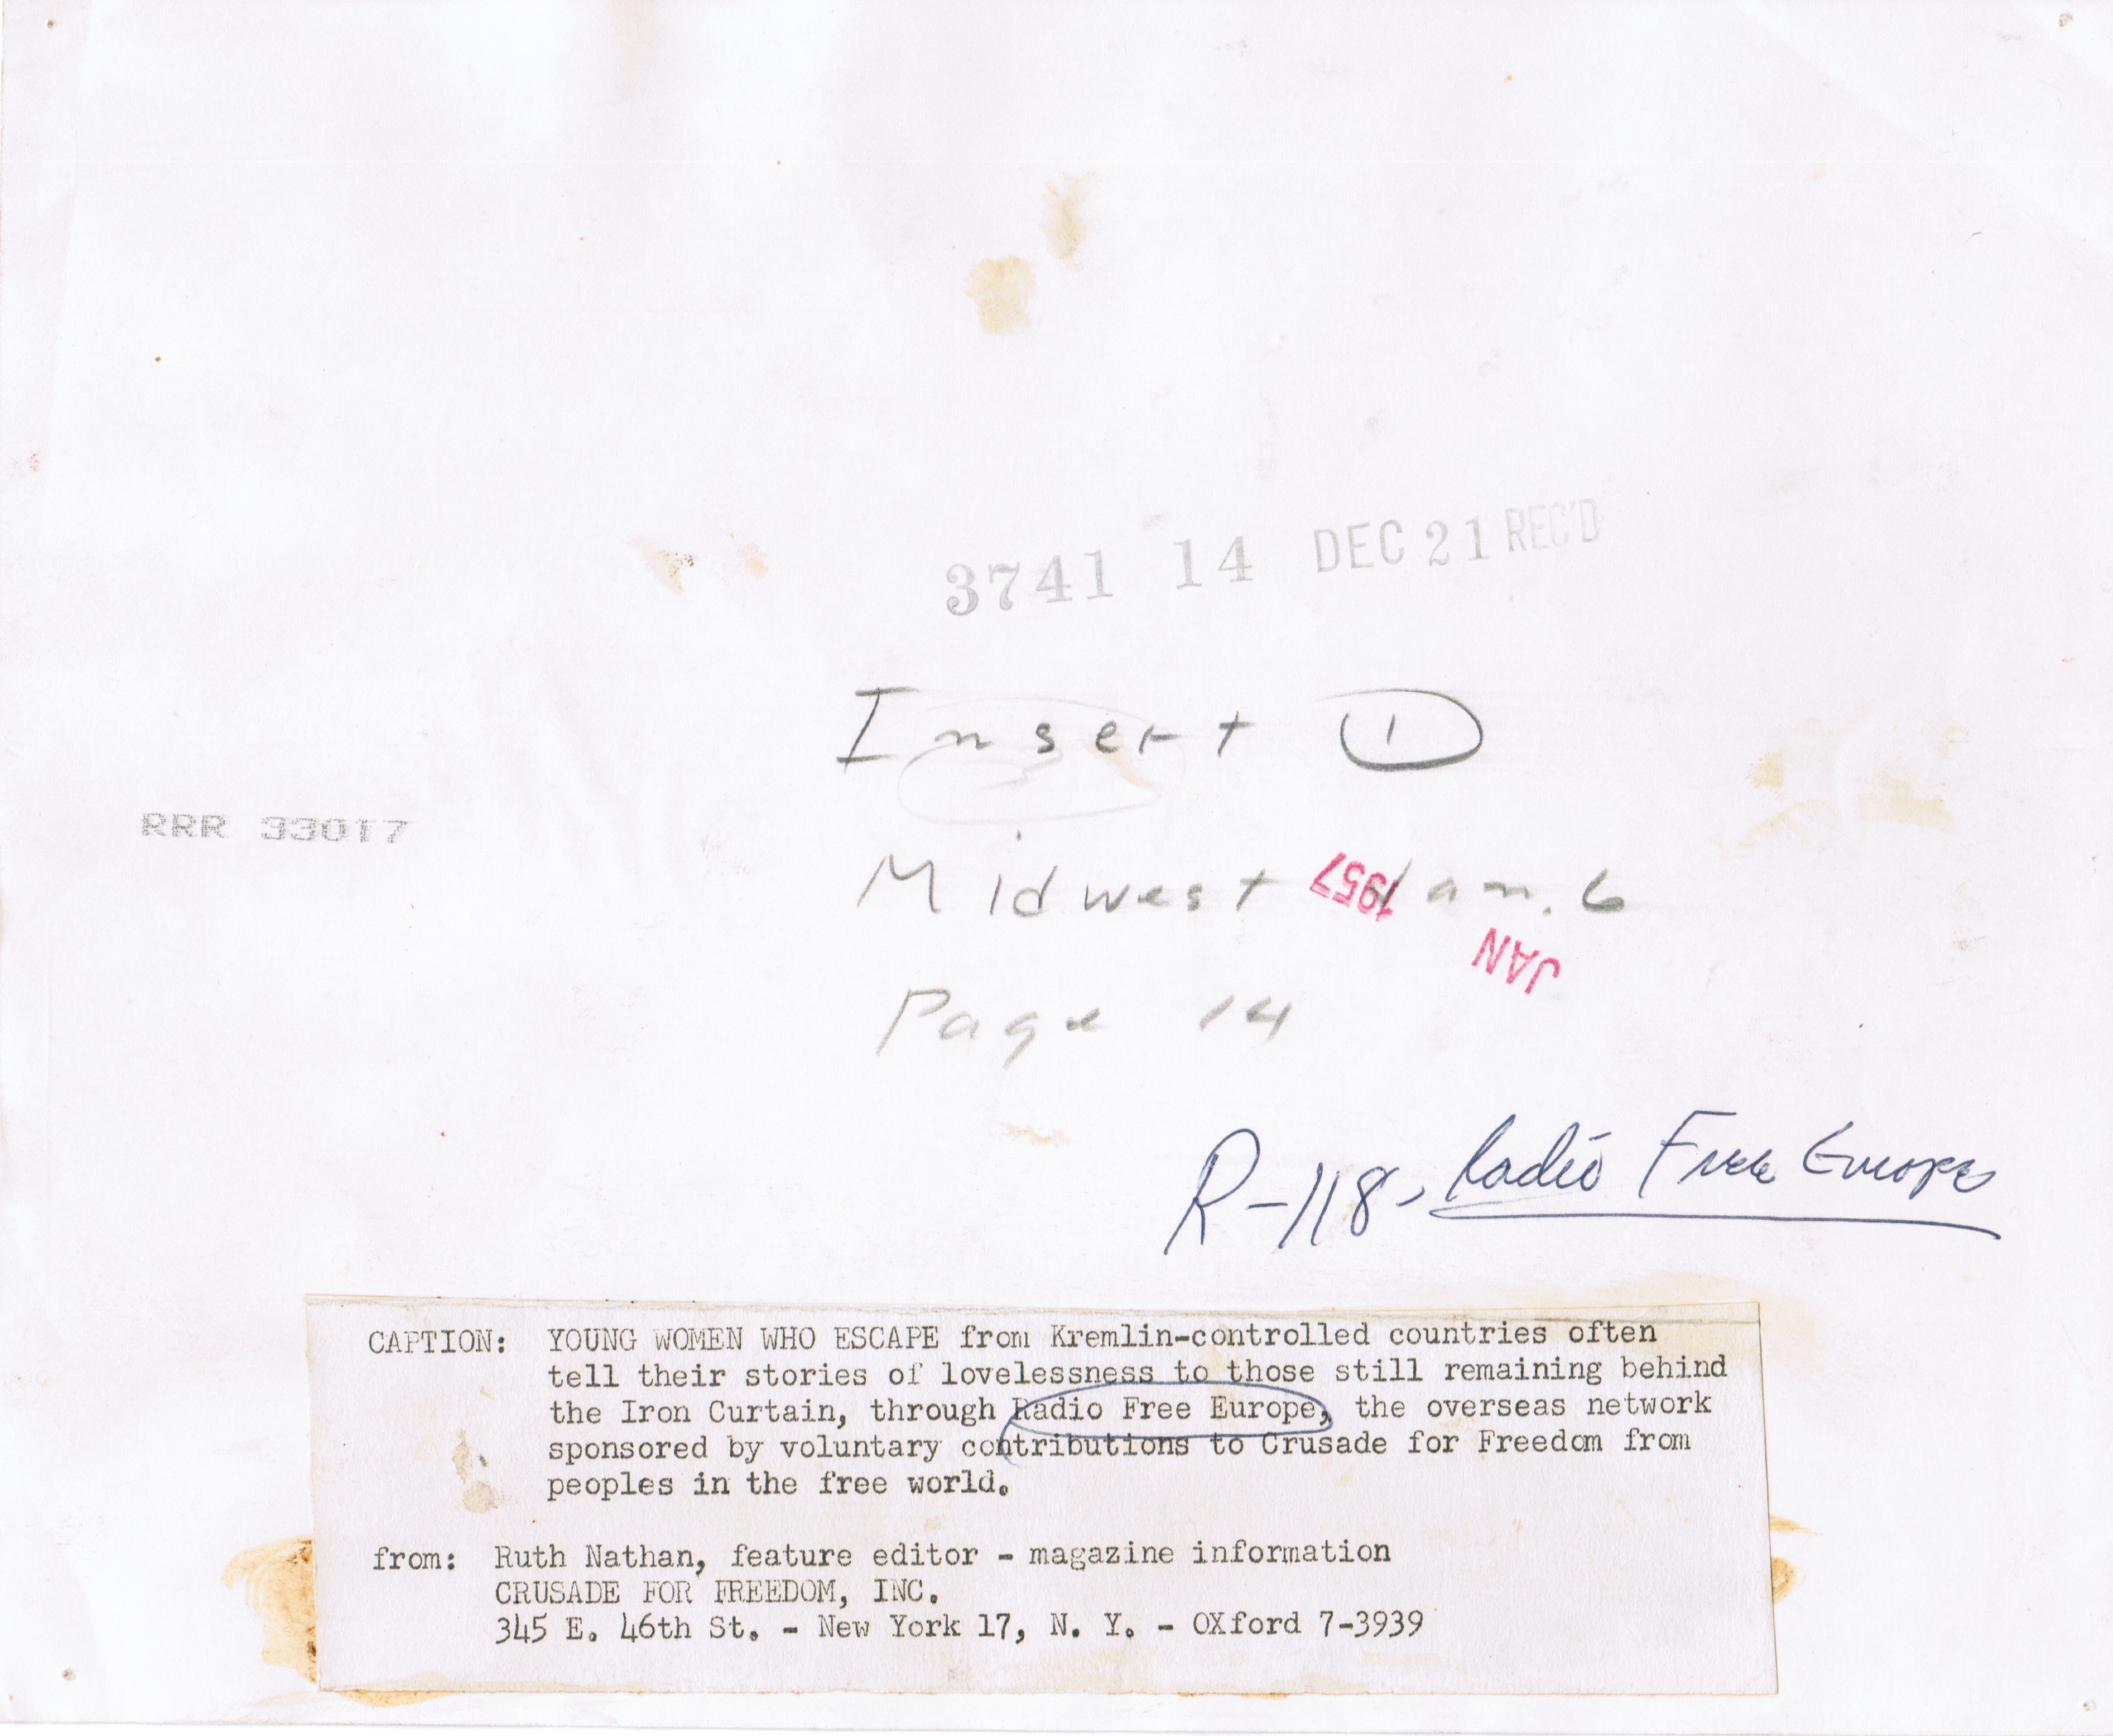 3741 14 DEC 21 REC'D
Insert 1
RRR 33017
Midwest Jan. 6
1957
JAN
Page 14
R-118, Radio Free Europe
CAPTION: YOUNG WOMEN WHO ESCAPE from Kremlin-controlled countries often
tell their stories of lovelessness to those still remaining behind
the Iron Curtain, through Radio Free Europe, the overseas network
sponsored by voluntary contributions to Crusade for Freedom from
peoples in the free world.
from: Ruth Nathan, feature editor - magazine information
CRUSADE FOR FREEDOM, INC.
345 E. 46th St. - New York 17, N. Y. - OXford 7-3939